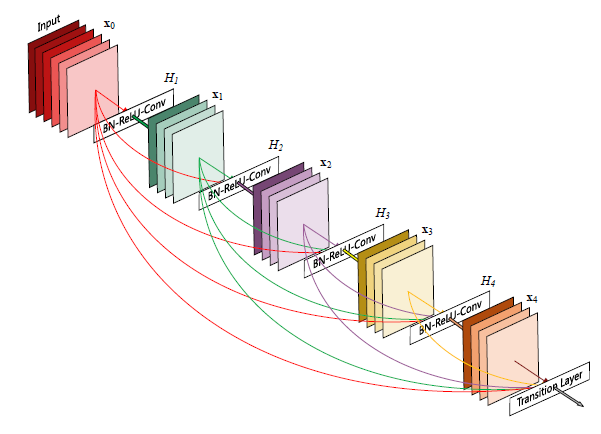 Input
x0
H1
BN-ReLU-Conv
x1
H2
BN-ReLU-Conv
x2
H3
BN-ReLU-Conv
x3
H4
BN-ReLU-Conv
x4
Transition Layer